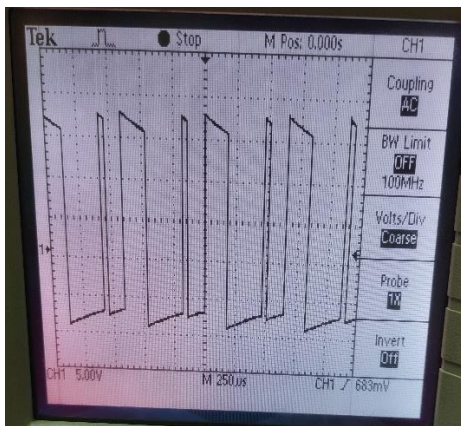 Tek Stop M Pos: 0.000s CH1
Coupling
AC
BW Limit
OFF
100MHz
Volts/Div
Coarse
Probe
1X
Invert
Off
1
CH1 5.00V M 250µs CH1 / 683mV